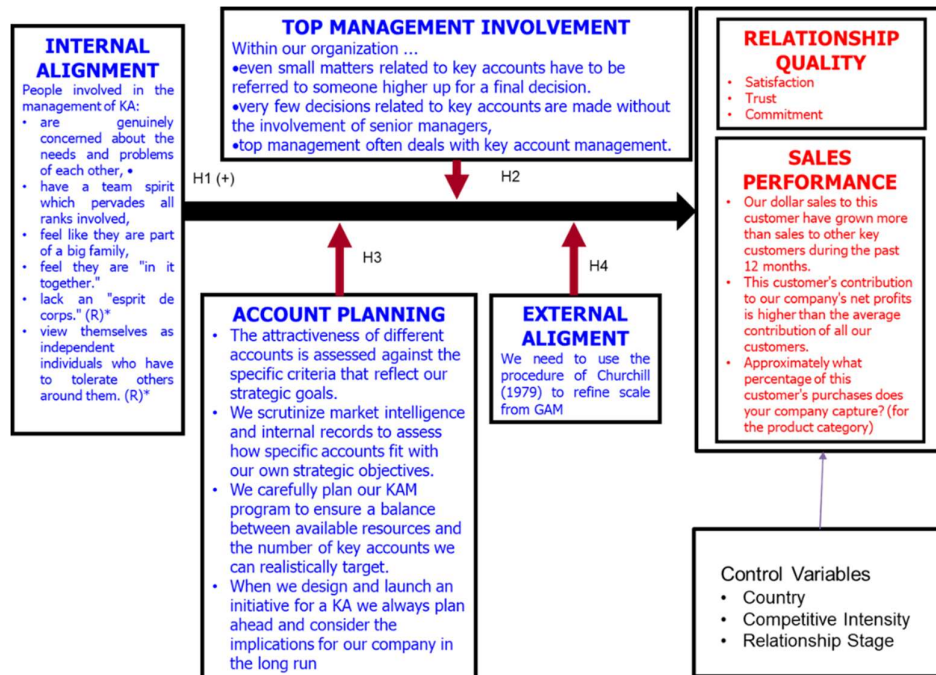 INTERNAL
ALIGNMENT
People involved in the
management of KA:
• are genuinely
concerned about the
needs and problems
of each other, •
• have a team spirit
which pervades all
ranks involved,
• feel like they are part
of a big family,
• feel they are "in it
together."
• lack an "esprit de
corps." (R)*
• view themselves as
independent
individuals who have
to tolerate others
around them. (R)*
TOP MANAGEMENT INVOLVEMENT
Within our organization ...
•even small matters related to key accounts have to be
referred to someone higher up for a final decision.
•very few decisions related to key accounts are made without
the involvement of senior managers,
•top management often deals with key account management.
H1 (+)
H2
H3
H4
ACCOUNT PLANNING
• The attractiveness of different
accounts is assessed against the
specific criteria that reflect our
strategic goals.
• We scrutinize market intelligence
and internal records to assess
how specific accounts fit with
our own strategic objectives.
• We carefully plan our KAM
program to ensure a balance
between available resources and
the number of key accounts we
can realistically target.
• When we design and launch an
initiative for a KA we always plan
ahead and consider the
implications for our company in
the long run
EXTERNAL
ALIGMENT
We need to use the
procedure of Churchill
(1979) to refine scale
from GAM
RELATIONSHIP
QUALITY
• Satisfaction
• Trust
• Commitment
SALES
PERFORMANCE
• Our dollar sales to this
customer have grown more
than sales to other key
customers during the past
12 months.
• This customer's contribution
to our company's net profits
is higher than the average
contribution of all our
customers.
• Approximately what
percentage of this
customer's purchases does
your company capture? (for
the product category)
Control Variables
• Country
• Competitive Intensity
• Relationship Stage